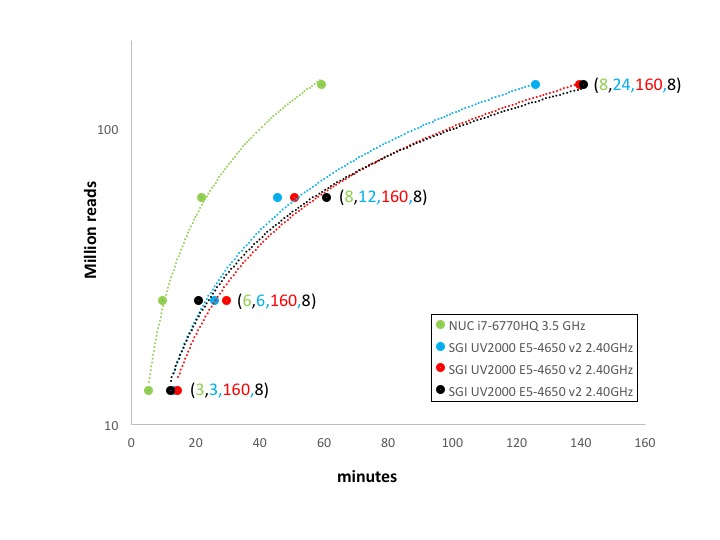 (8,24,160,8)
100
(8,12,160,8)
Million reads
(6,6,160,8)
NUC i7-6770HQ 3.5 GHz
SGI UV2000 E5-4650 v2 2.40GHz
SGI UV2000 E5-4650 v2 2.40GHz
SGI UV2000 E5-4650 v2 2.40GHz
(3,3,160,8)
10
0 20 40 60 80 100 120 140 160
minutes